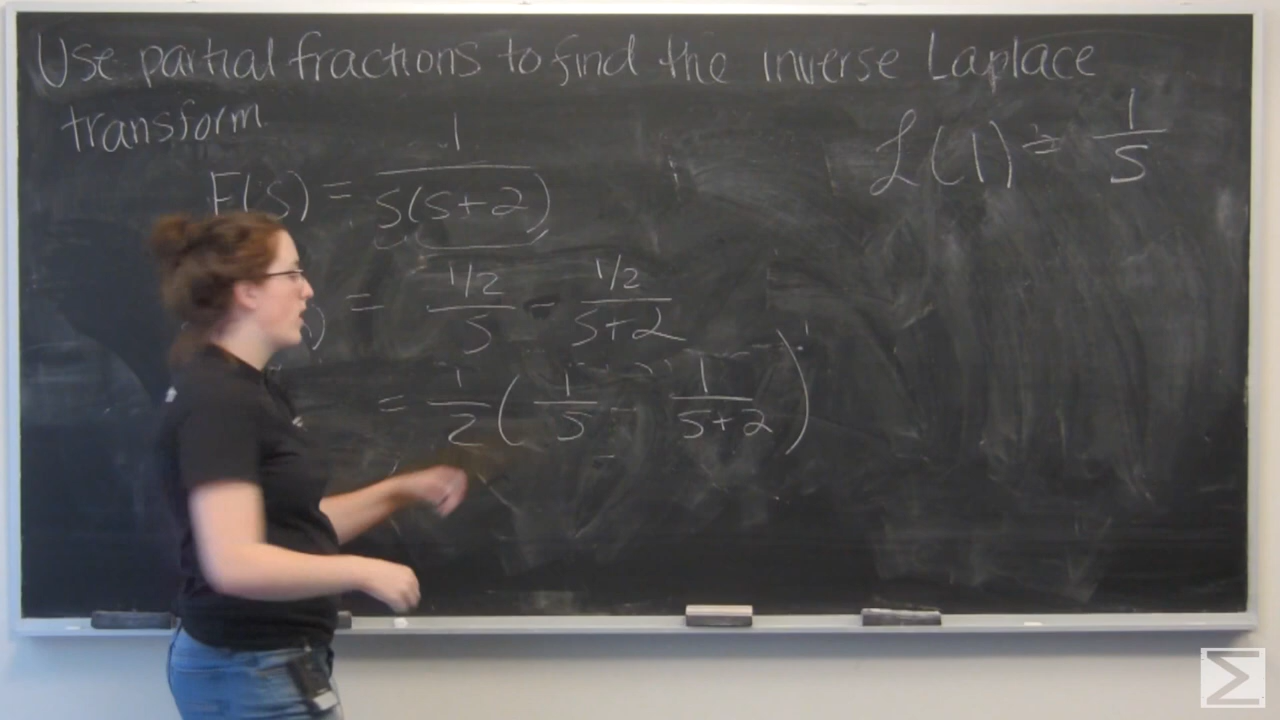 Use partial fractions to find the inverse Laplace
transform.
F(s) = 1/(s(s+2))
L(1) = 1/s
= (1/2)/s - (1/2)/(s+2)
= 1/2 ( 1/s - 1/(s+2) )
Σ